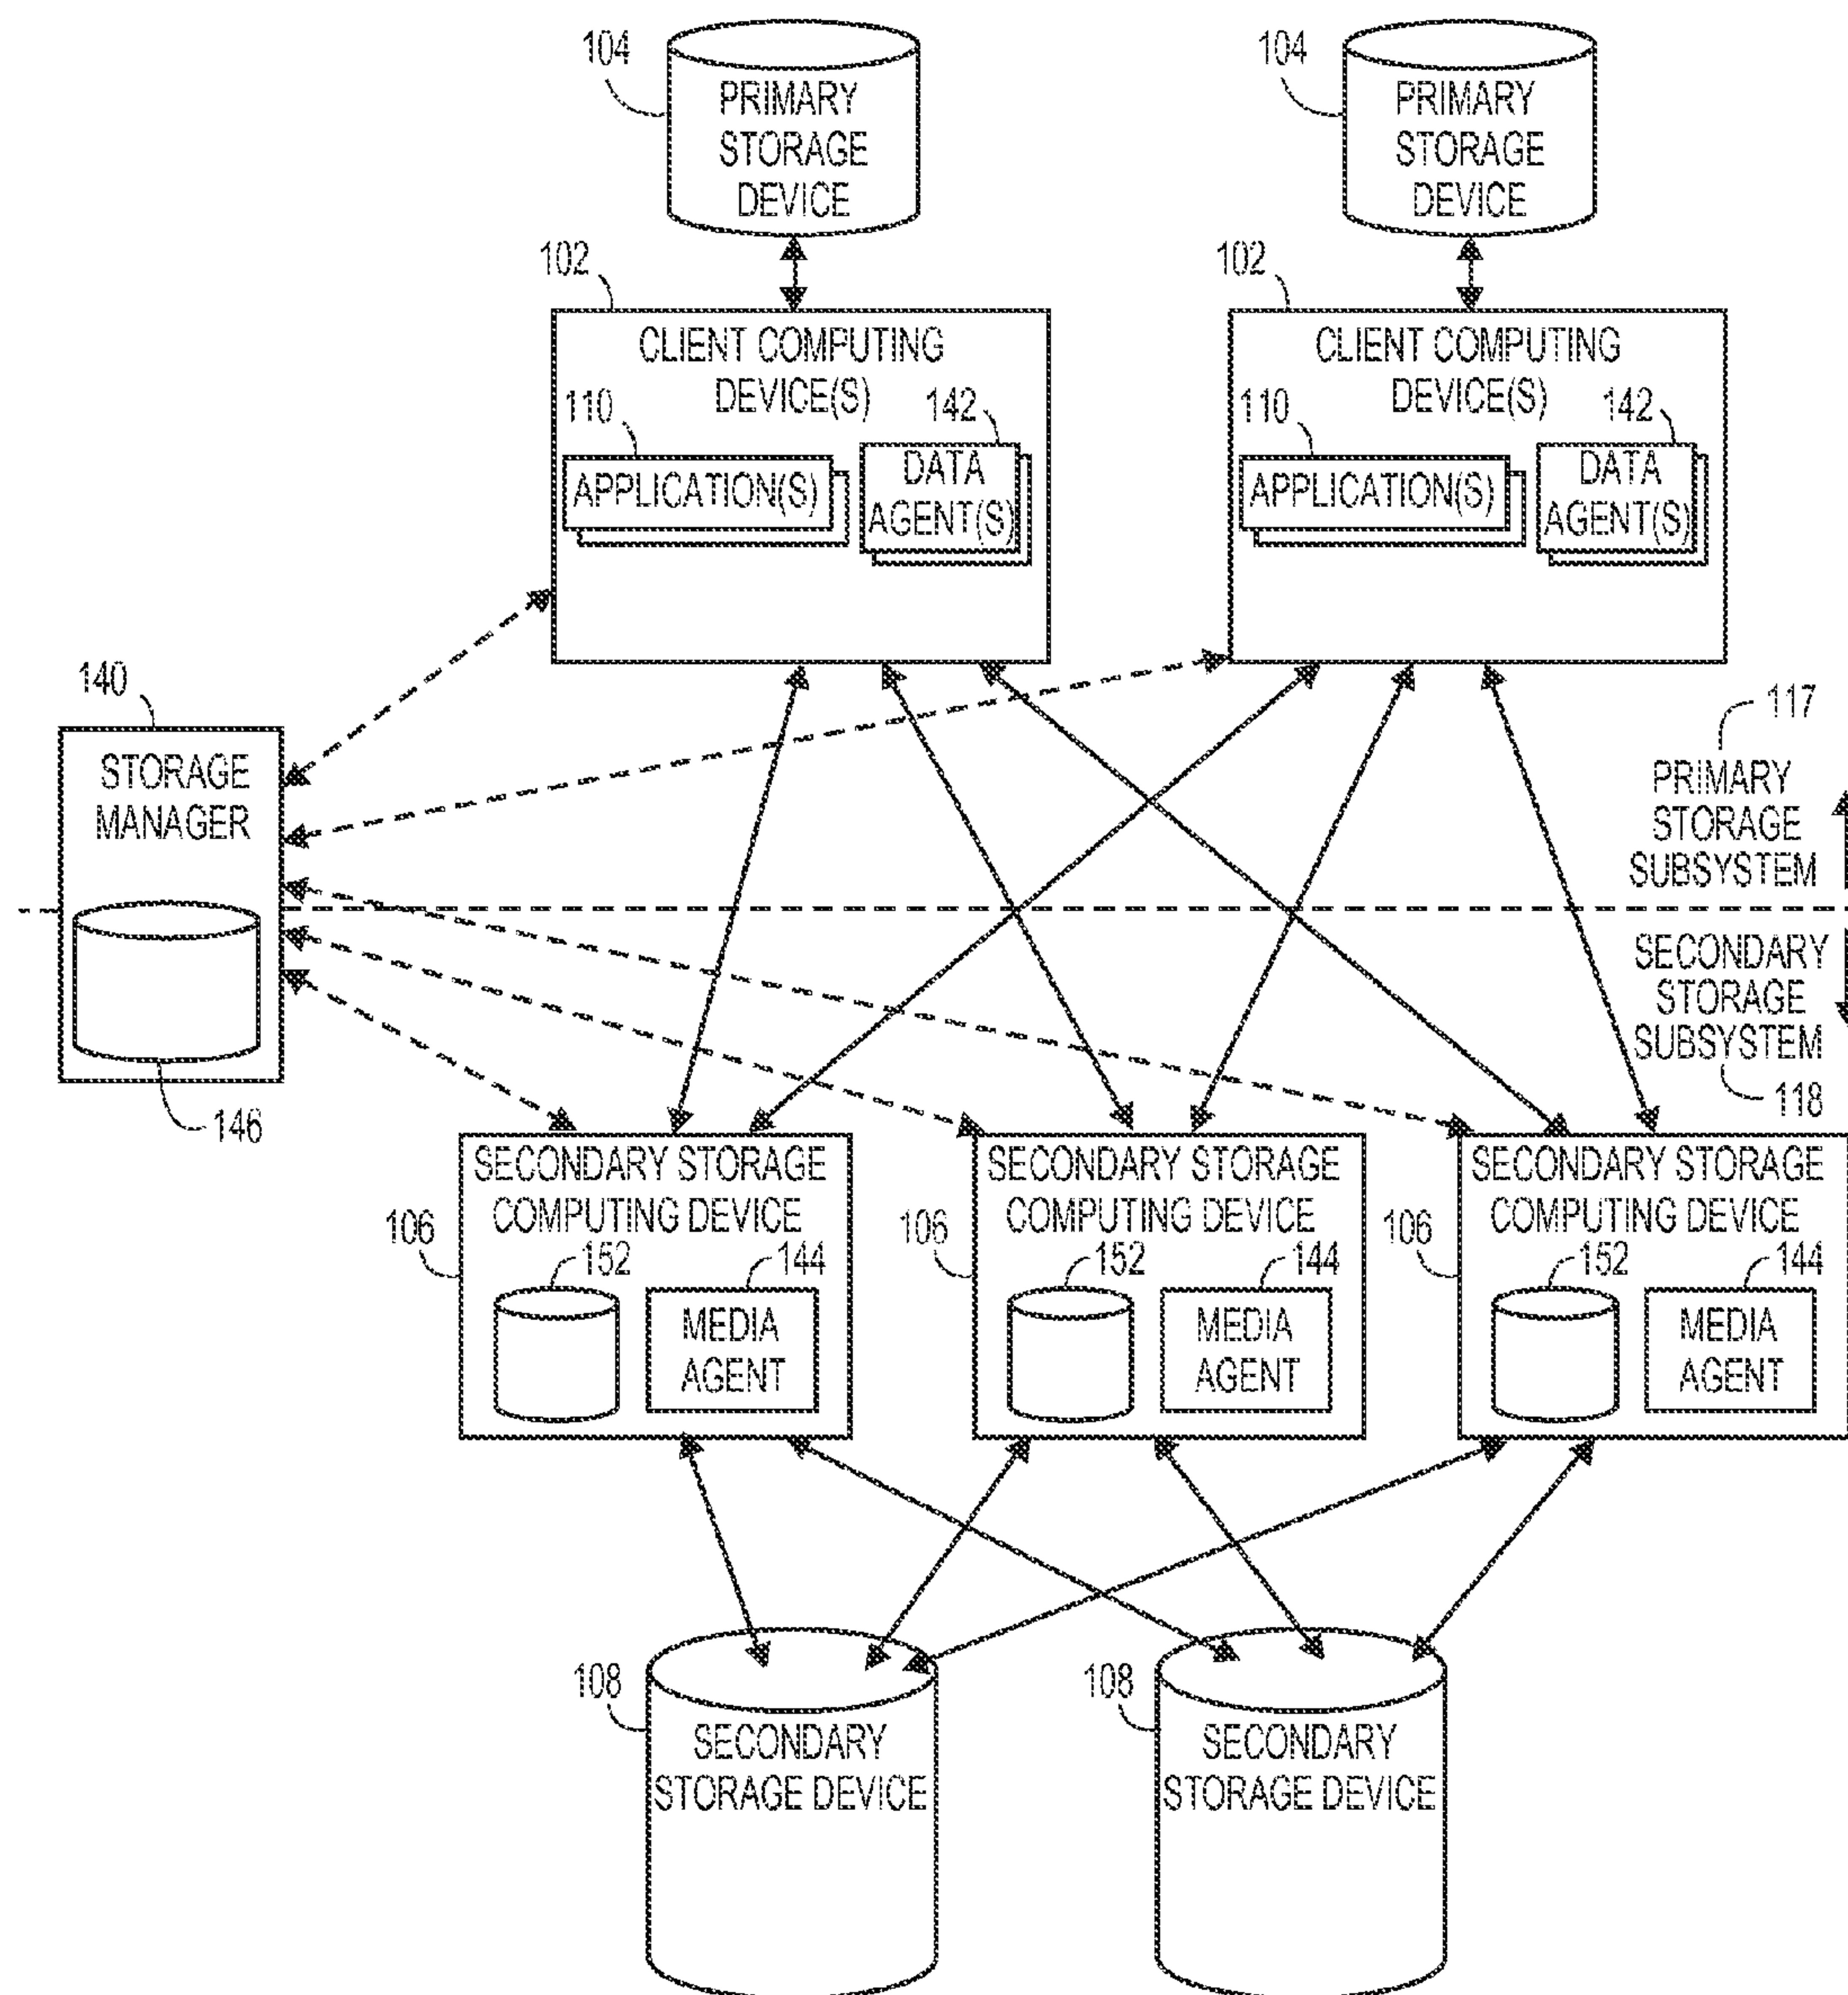 104
PRIMARY
STORAGE
DEVICE
104
PRIMARY
STORAGE
DEVICE
102
CLIENT COMPUTING
DEVICE(S)
110
142
APPLICATION(S)
DATA
AGENT(S)
102
CLIENT COMPUTING
DEVICE(S)
110
142
APPLICATION(S)
DATA
AGENT(S)
140
STORAGE
MANAGER
146
117
PRIMARY
STORAGE
SUBSYSTEM
SECONDARY
STORAGE
SUBSYSTEM
118
106
SECONDARY STORAGE
COMPUTING DEVICE
152
144
MEDIA
AGENT
106
SECONDARY STORAGE
COMPUTING DEVICE
152
144
MEDIA
AGENT
106
SECONDARY STORAGE
COMPUTING DEVICE
152
144
MEDIA
AGENT
108
SECONDARY
STORAGE DEVICE
108
SECONDARY
STORAGE DEVICE